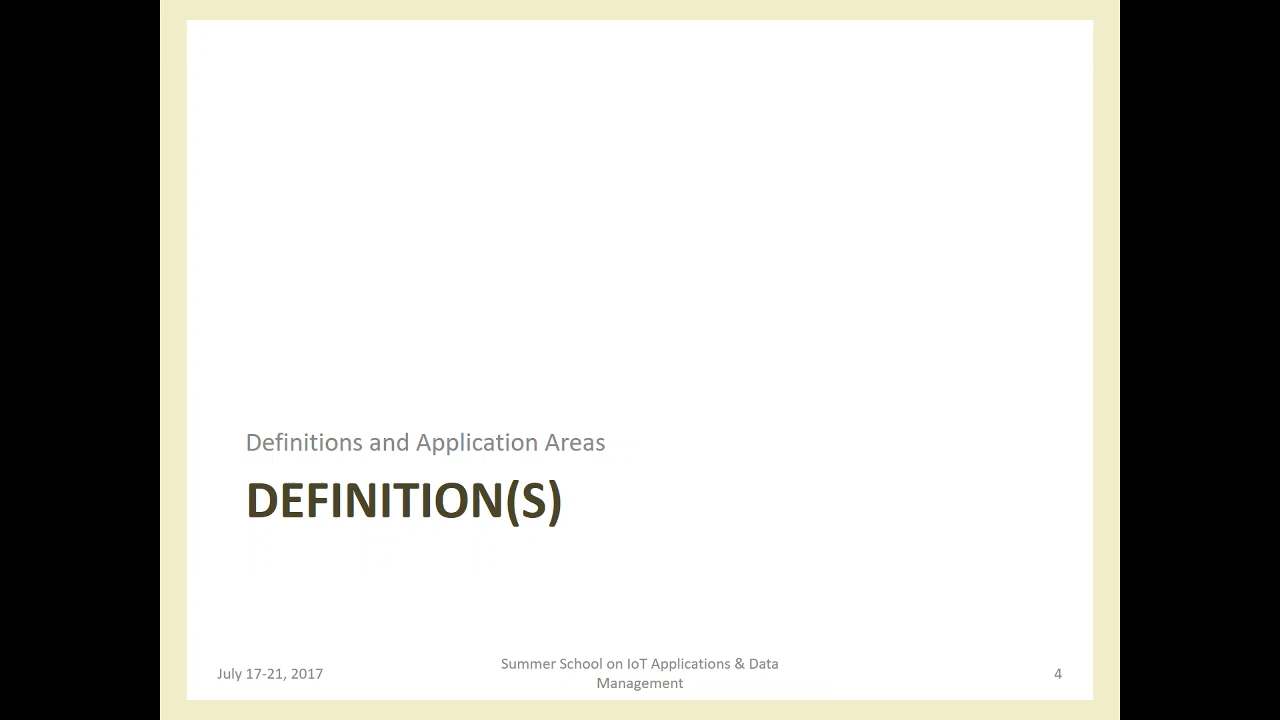 Definitions and Application Areas
DEFINITION(S)
July 17-21, 2017
Summer School on IoT Applications & Data
Management
4